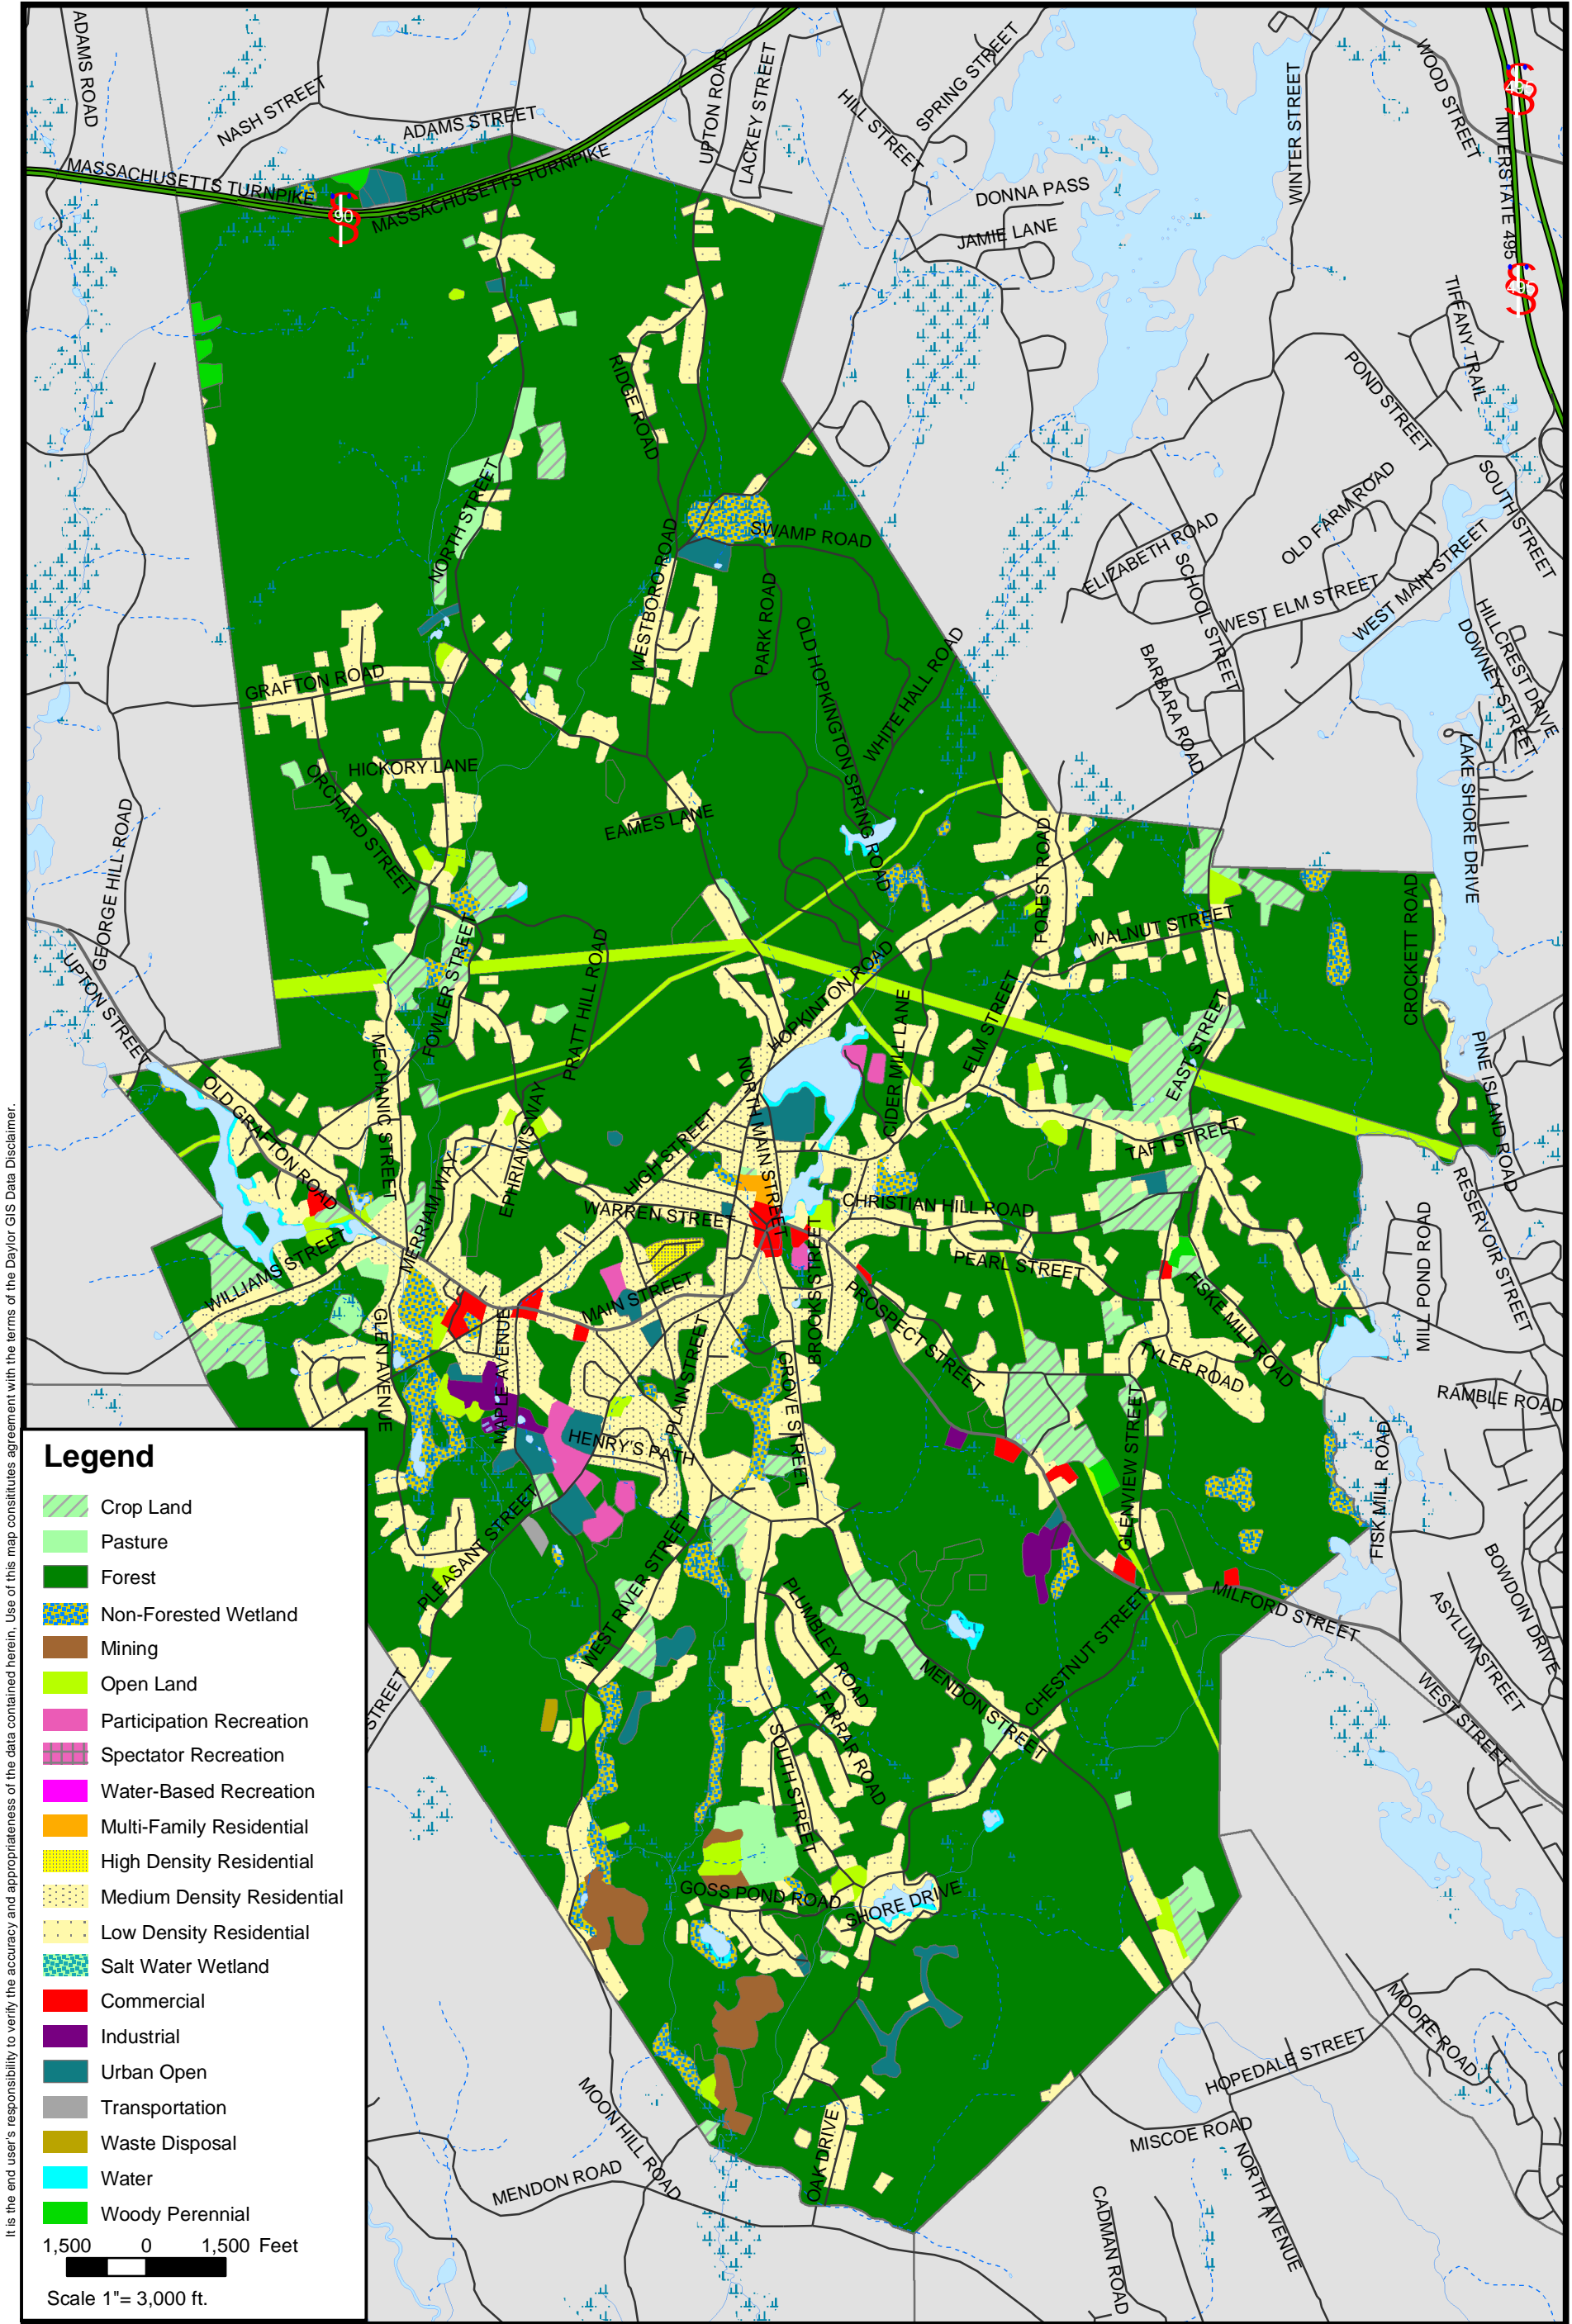 ADAMS ROAD
NASH STREET
ADAMS STREET
UPTON ROAD
LACKEY STREET
HILL STREET
SPRING STREET
WINTER STREET
WOOD STREET
INTERSTATE 495
495
495
MASSACHUSETTS TURNPIKE
90
MASSACHUSETTS TURNPIKE
DONNA PASS
JAMIE LANE
TIFFANY TRAIL
POND STREET
RIDGE ROAD
NORTH STREET
SWAMP ROAD
WESTBORO ROAD
PARK ROAD
OLD HOPKINGTON SPRING ROAD
WHITE HALL ROAD
ELIZABETH ROAD
SCHOOL STREET
OLD FARM ROAD
WEST ELM STREET
WEST MAIN STREET
SOUTH STREET
HILLCREST DRIVE
DOWNEY STREET
BARBARA ROAD
LAKE SHORE DRIVE
GRAFTON ROAD
HICKORY LANE
ORCHARD STREET
EAMES LANE
GEORGE HILL ROAD
UPTON STREET
FOREST ROAD
WALNUT STREET
CROCKETT ROAD
FOWLER STREET
PRATT HILL ROAD
HOPKINTON ROAD
CIDER MILL LANE
ELM STREET
EAST STREET
PINE ISLAND ROAD
MECHANIC STREET
OLD GRAFTON ROAD
MERRIAM WAY
EPHRIAMS WAY
HIGH STREET
NORTH MAIN STREET
TAFT STREET
WARREN STREET
CHRISTIAN HILL ROAD
PEARL STREET
RESERVOIR STREET
MILL POND ROAD
WILLIAMS STREET
MAIN STREET
BROOKS STREET
PROSPECT STREET
FISKE MILL ROAD
TYLER ROAD
RAMBLE ROAD
GLEN AVENUE
MAPLE AVENUE
PLAIN STREET
GROVE STREET
HENRY'S PATH
GLENVIEW STREET
FISK MILL ROAD
PLEASANT STREET
WEST RIVER STREET
PLUMBLEY ROAD
MENDON STREET
CHESTNUT STREET
MILFORD STREET
BOWDOIN DRIVE
ASYLUM STREET
WEST STREET
STREET
FARRAR ROAD
SOUTH STREET
GOSS POND ROAD
SHORE DRIVE
MOORE ROAD
HOPEDALE STREET
MISCOE ROAD
NORTH AVENUE
CADMAN ROAD
OAK DRIVE
MOON HILL ROAD
MENDON ROAD
Legend
Crop Land
Pasture
Forest
Non-Forested Wetland
Mining
Open Land
Participation Recreation
Spectator Recreation
Water-Based Recreation
Multi-Family Residential
High Density Residential
Medium Density Residential
Low Density Residential
Salt Water Wetland
Commercial
Industrial
Urban Open
Transportation
Waste Disposal
Water
Woody Perennial
1,500 0 1,500 Feet
Scale 1"= 3,000 ft.
It is the end user's responsibility to verify the accuracy and appropriateness of the data contained herein, Use of this map consititutes agreement with the terms of the Daylor GIS Data Disclaimer.